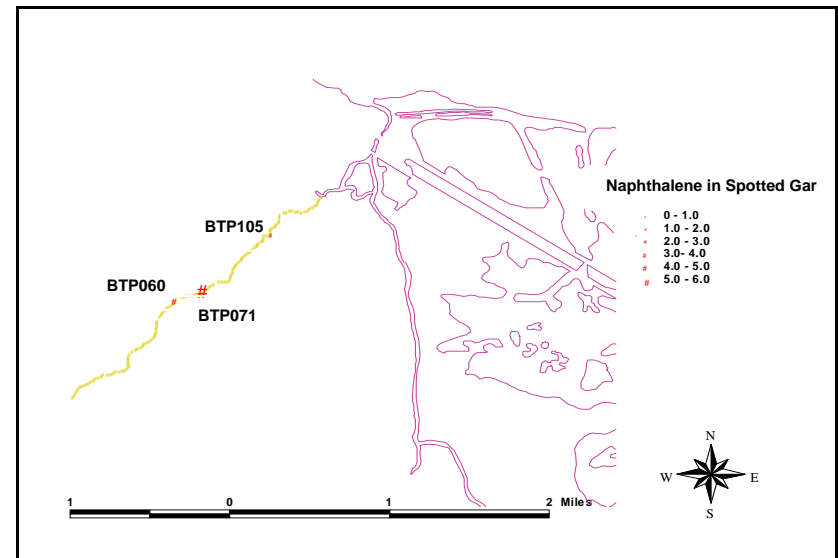 Naphthalene in Spotted Gar
0 - 1.0
1.0 - 2.0
2.0 - 3.0
# 3.0- 4.0
# 4.0 - 5.0
# 5.0 - 6.0
BTP105
BTP060
#
BTP071
N
W E
S
1 0 1 2 Miles